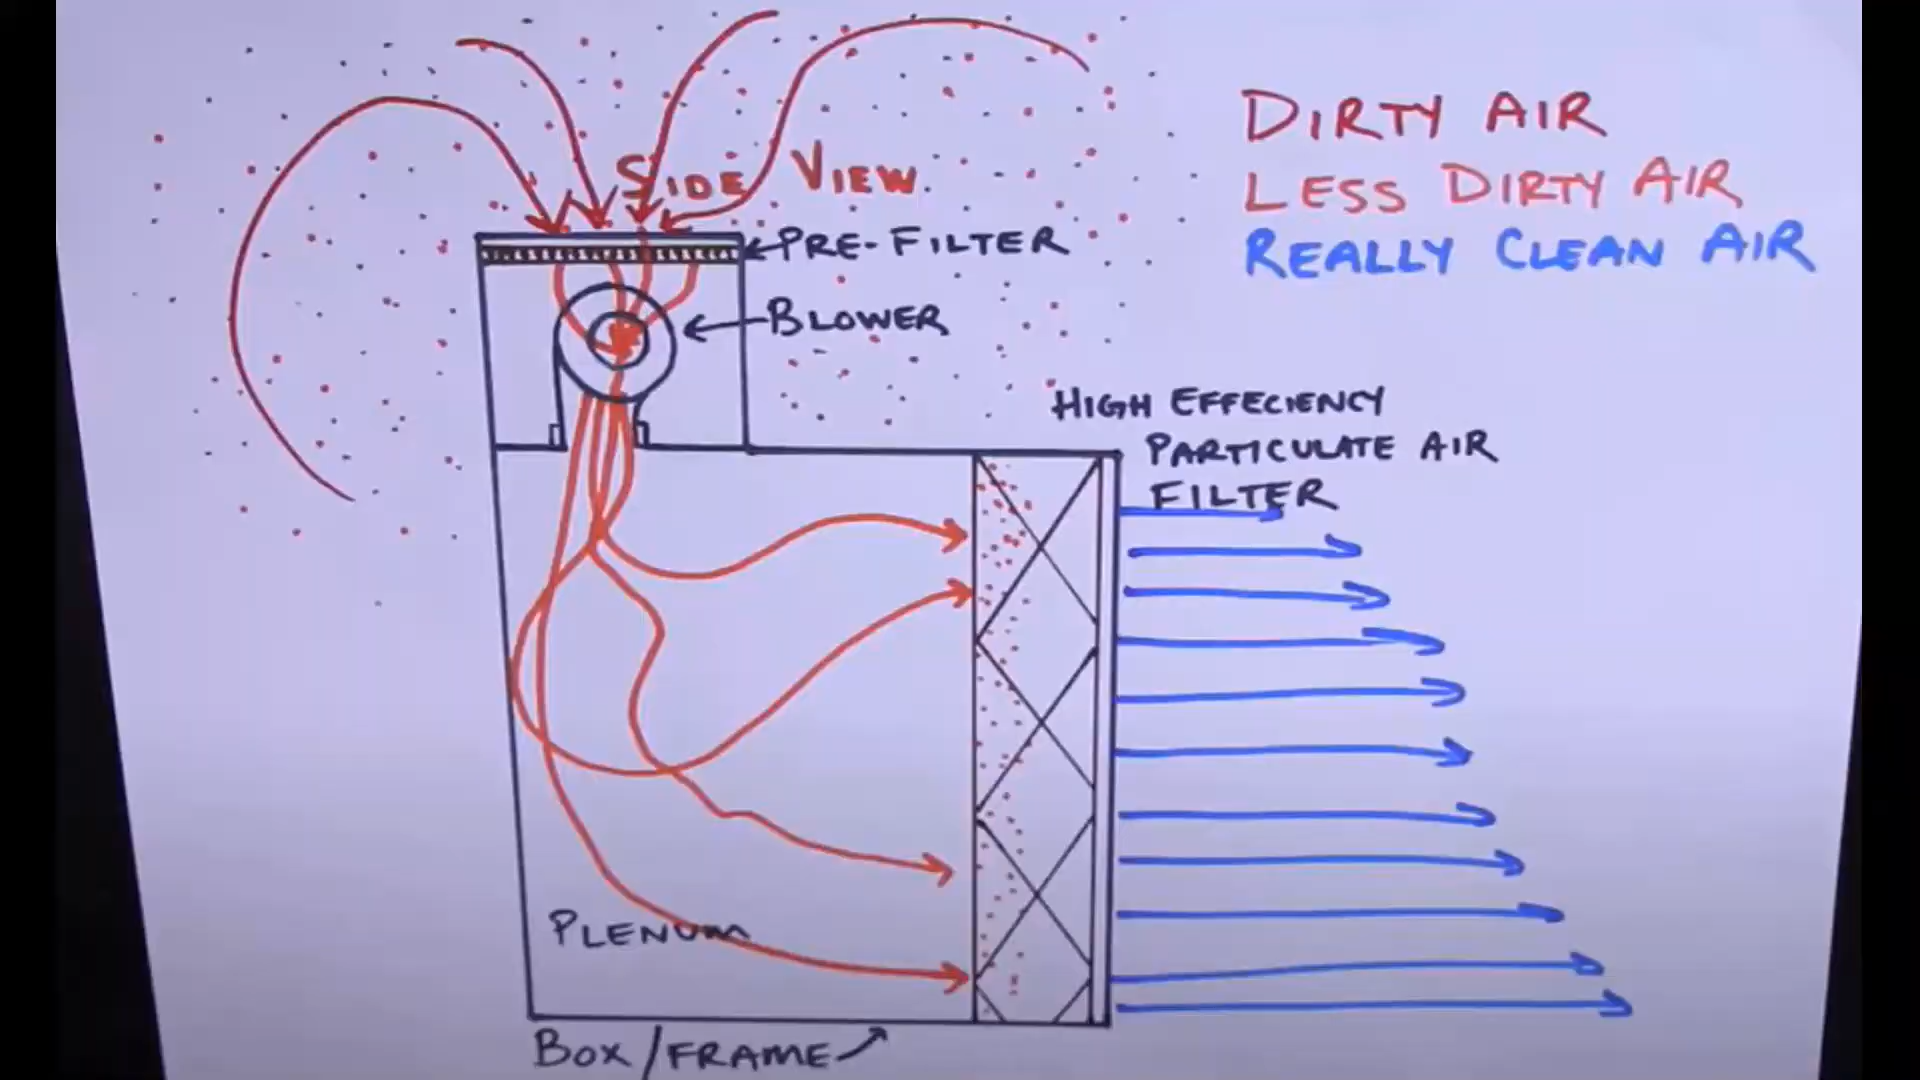 DIRTY AIR
LESS DIRTY AIR
REALLY CLEAN AIR
SIDE VIEW
PRE-FILTER
BLOWER
HIGH EFFECIENCY
PARTICULATE AIR
FILTER
PLENUM
BOX/FRAME